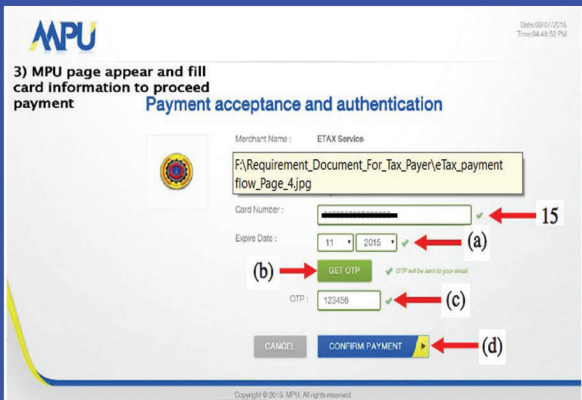 MPU
Date:03/07/2015
Time:04:48:52 PM
3) MPU page appear and fill
card information to proceed
payment
Payment acceptance and authentication
Merchant Name : ETAX Service
F:\Requirement_Document_For_Tax_Payer\eTax_payment
flow_Page_4.jpg
Card Number : 15
Expire Date : 11 2015 (a)
(b) GET OTP OTP will be sent to your email.
OTP : 123456 (c)
CANCEL CONFIRM PAYMENT (d)
Copyright © 2015. MPU. All rights reserved.